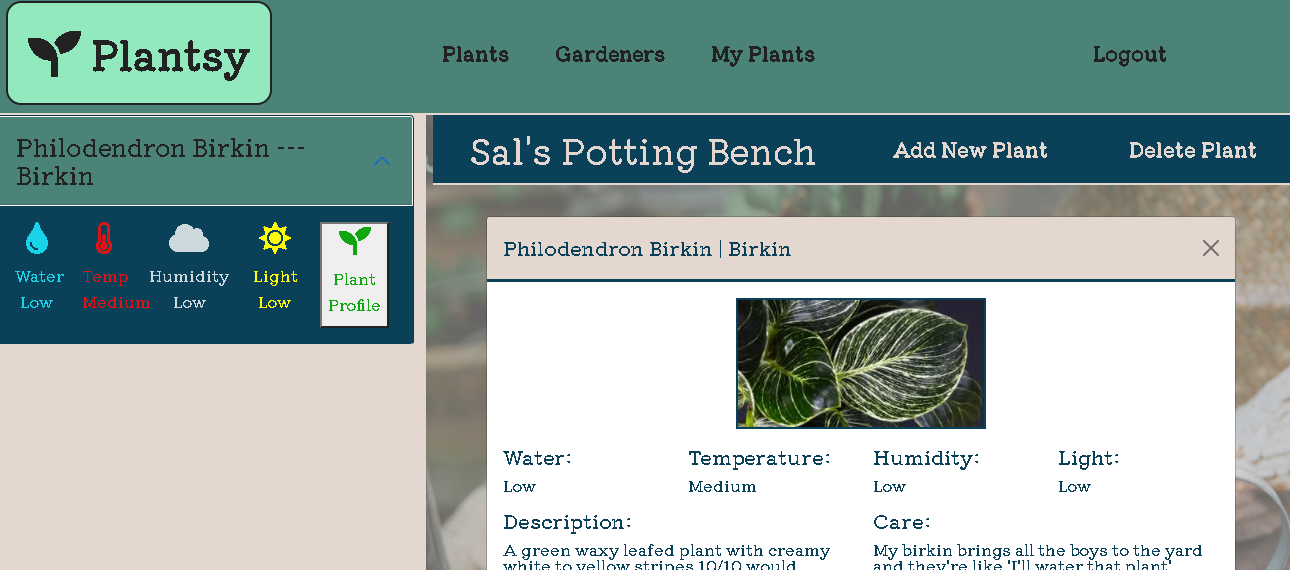 Plantsy
Plants Gardeners My Plants Logout
Philodendron Birkin ---
Birkin
Water Temp Humidity Light Plant
Low Medium Low Low Profile
Sal's Potting Bench Add New Plant Delete Plant
Philodendron Birkin | Birkin
Water: Temperature: Humidity: Light:
Low Medium Low Low
Description:
A green waxy leafed plant with creamy
white to yellow stripes 10/10 would
Care:
My birkin brings all the boys to the yard
and they're like 'I'll water that plant'